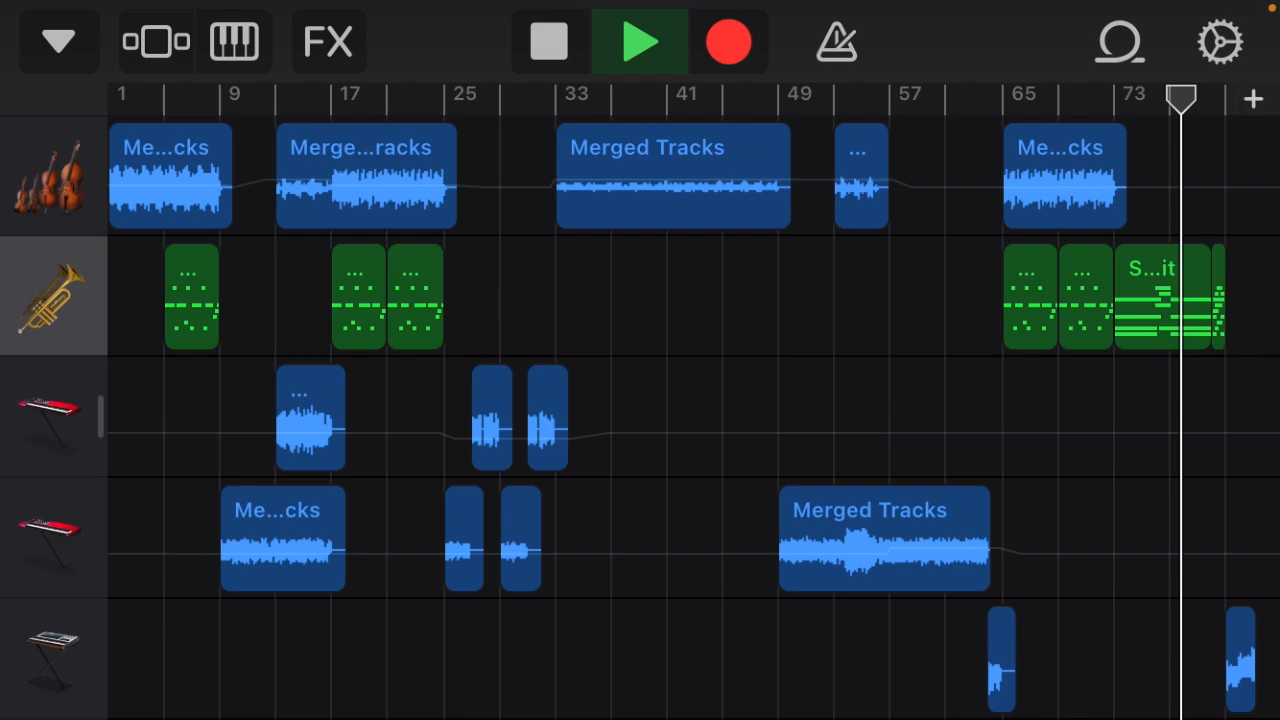 FX
1 9 17 25 33 41 49 57 65 73 +
Me...cks Merge...racks Merged Tracks ... Me...cks
... ... ... ... ... S...it
...
Me...cks Merged Tracks